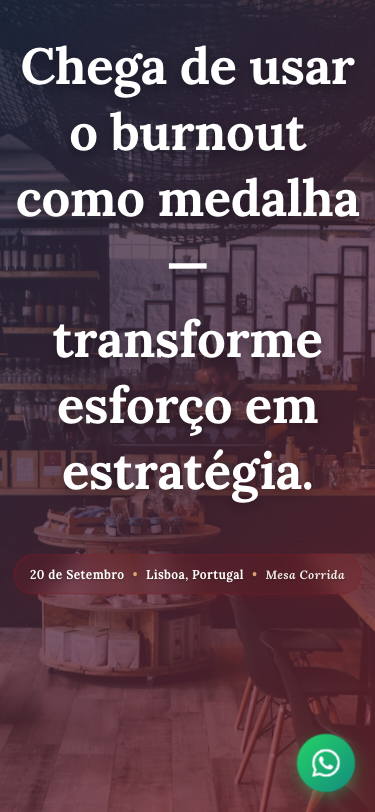 Chega de usar
o burnout
como medalha
—
transforme
esforço em
estratégia.
20 de Setembro • Lisboa, Portugal • Mesa Corrida